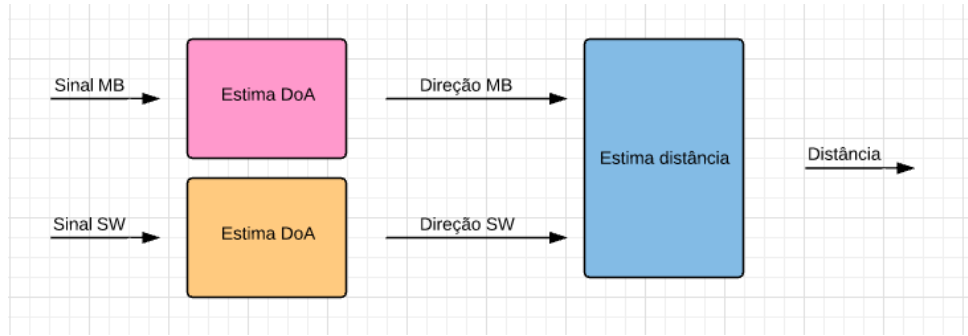 Sinal MB
Estima DoA
Direção MB
Estima distância
Distância
Sinal SW
Estima DoA
Direção SW